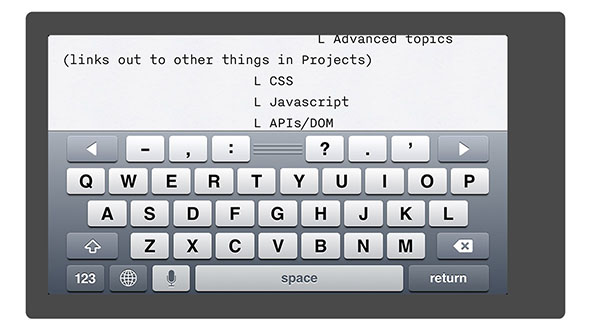 L Advanced topics
(links out to other things in Projects)
L CSS
L Javascript
L APIs/DOM
- , : ? . ’
Q W E R T Y U I O P
A S D F G H J K L
Z X C V B N M
123 space return